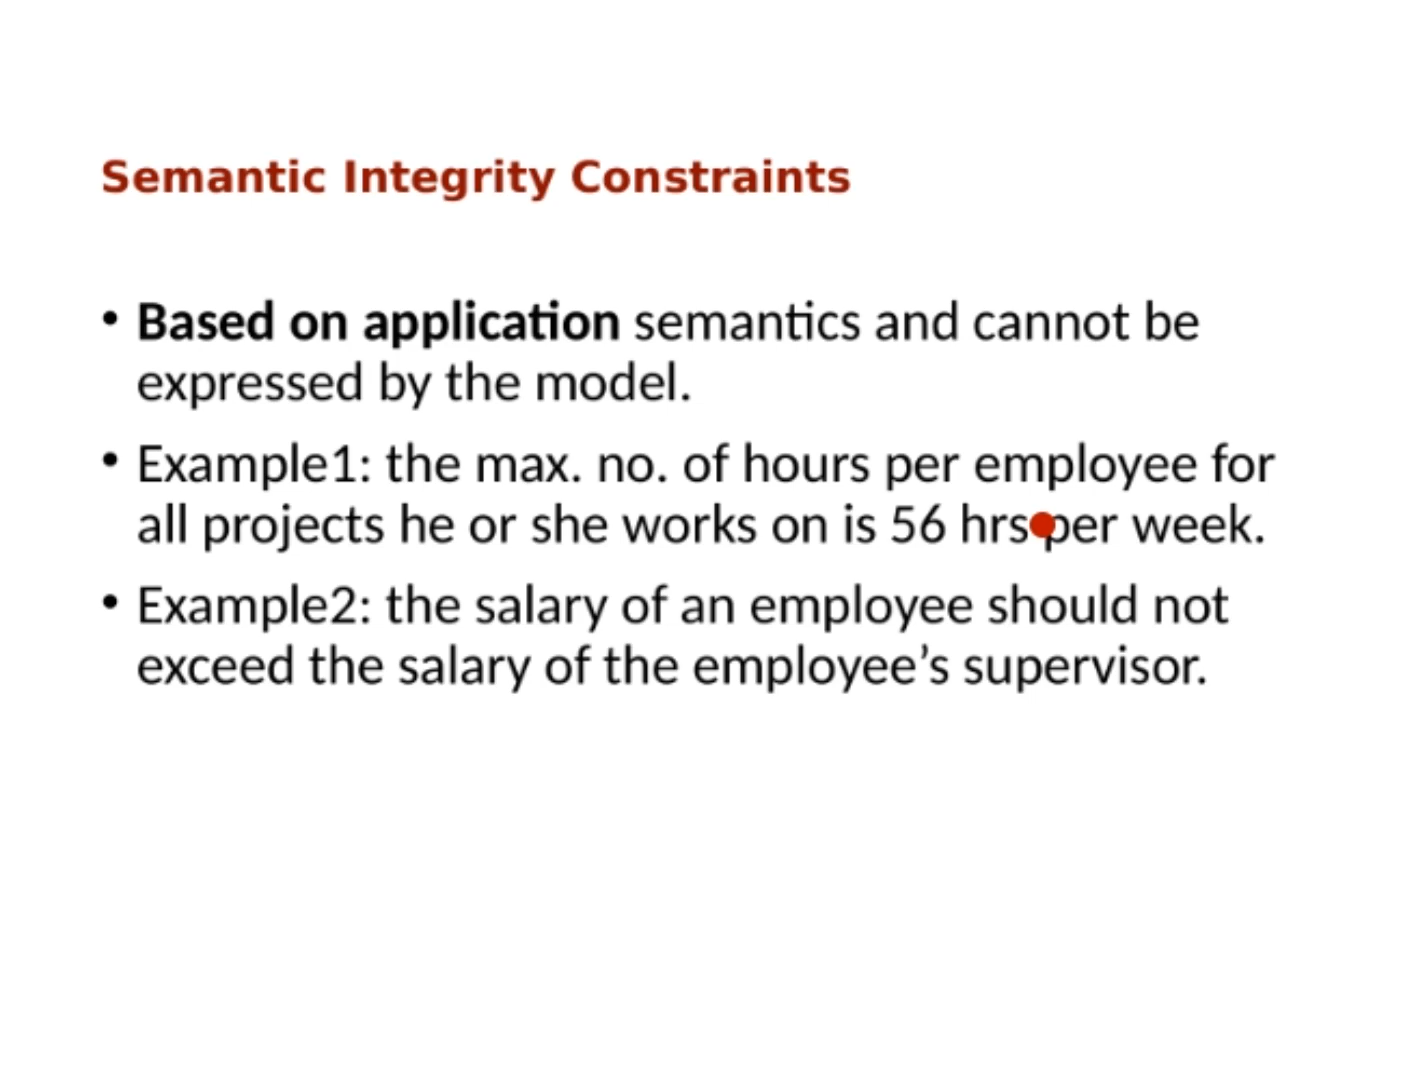 Semantic Integrity Constraints
• Based on application semantics and cannot be
expressed by the model.
• Example1: the max. no. of hours per employee for
all projects he or she works on is 56 hrs per week.
• Example2: the salary of an employee should not
exceed the salary of the employee’s supervisor.